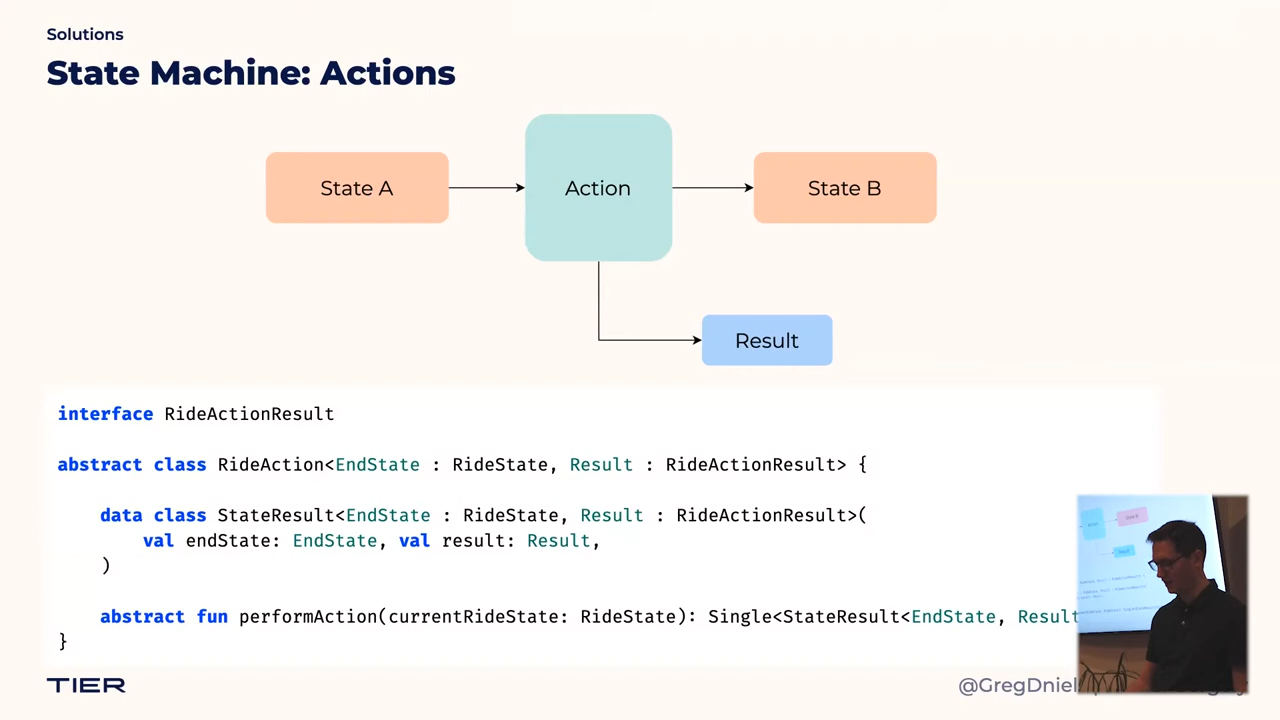 Solutions
State Machine: Actions
State A
Action
State B
Result
interface RideActionResult
abstract class RideAction<EndState : RideState, Result : RideActionResult> {
data class StateResult<EndState : RideState, Result : RideActionResult>(
val endState: EndState, val result: Result,
)
abstract fun performAction(currentRideState: RideState): Single<StateResult<EndState, Result
}
TIER
@GregDniel